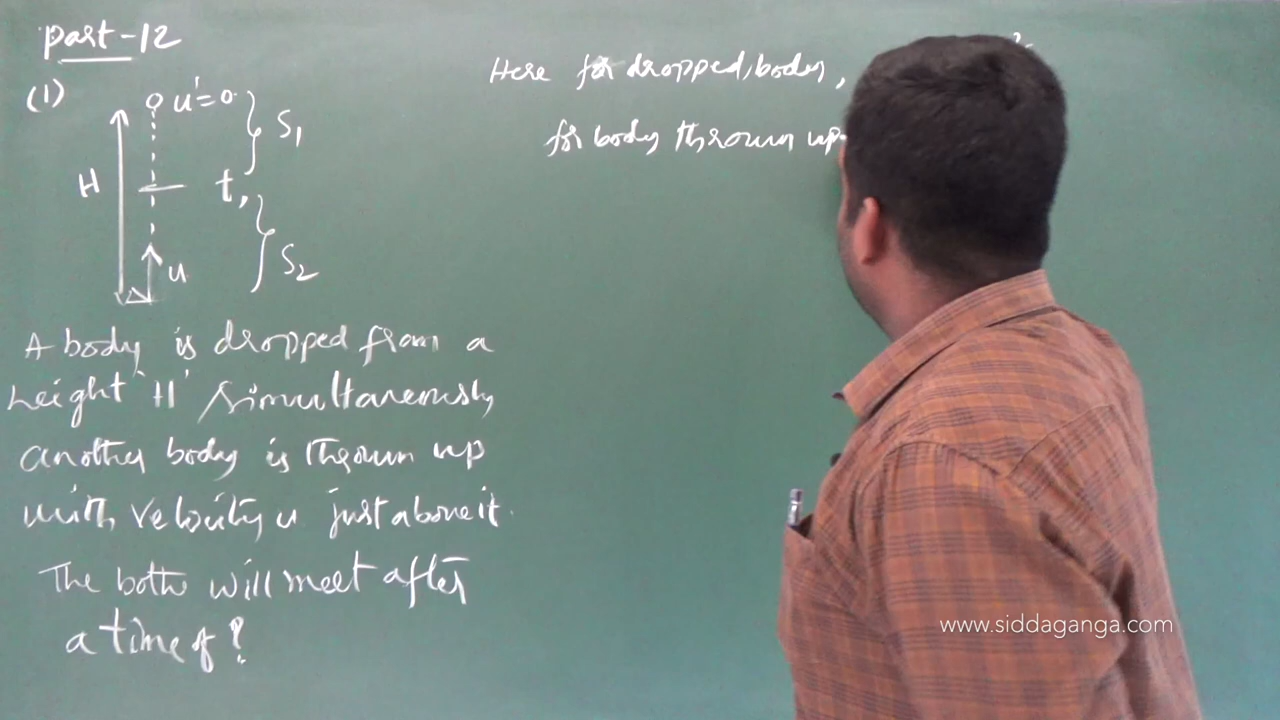 part-12
(1)
u'=0
S1
H
t,
u
S2
A body is dropped from a
height 'H' simultaneously
another body is thrown up
with velocity u just above it.
The both will meet after
a time of ?
Here for dropped body,
for body thrown up
www.siddaganga.com